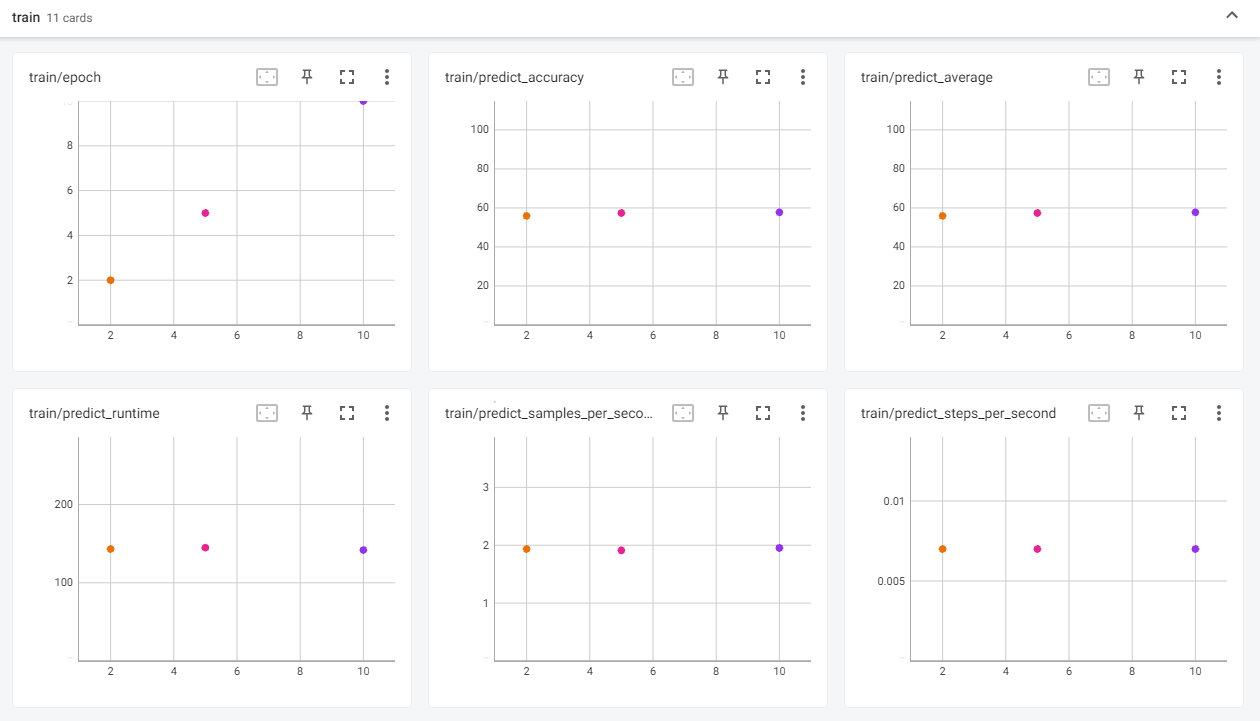 train 11 cards
train/epoch
8
6
4
2
2 4 6 8 10
train/predict_accuracy
100
80
60
40
20
2 4 6 8 10
train/predict_average
100
80
60
40
20
2 4 6 8 10
train/predict_runtime
200
100
2 4 6 8 10
train/predict_samples_per_seco...
3
2
1
2 4 6 8 10
train/predict_steps_per_second
0.01
0.005
2 4 6 8 10